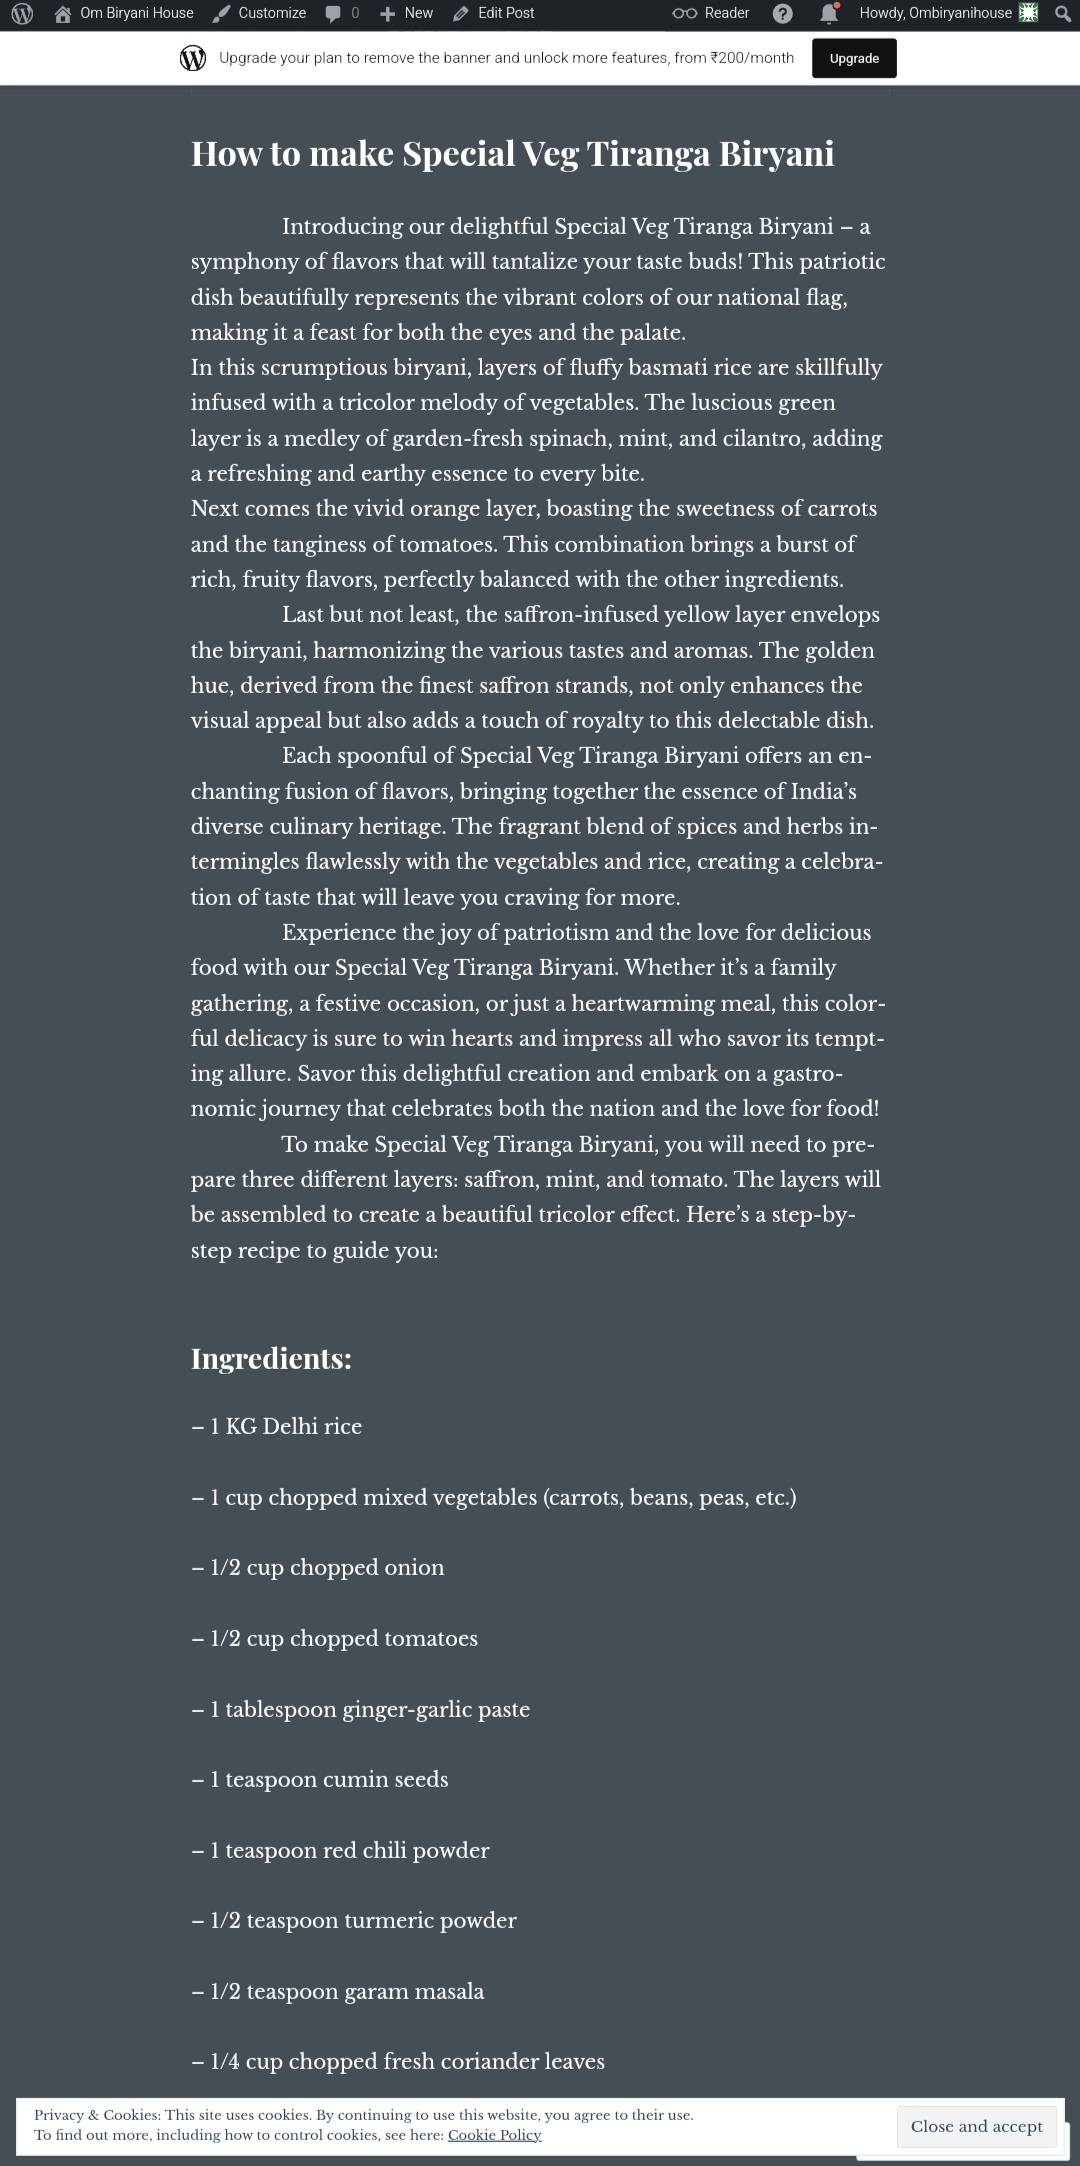 Om Biryani House Customize 0 New Edit Post Reader Howdy, Ombiryanihouse
Upgrade your plan to remove the banner and unlock more features, from ₹200/month Upgrade
How to make Special Veg Tiranga Biryani
Introducing our delightful Special Veg Tiranga Biryani – a
symphony of flavors that will tantalize your taste buds! This patriotic
dish beautifully represents the vibrant colors of our national flag,
making it a feast for both the eyes and the palate.
In this scrumptious biryani, layers of fluffy basmati rice are skillfully
infused with a tricolor melody of vegetables. The luscious green
layer is a medley of garden-fresh spinach, mint, and cilantro, adding
a refreshing and earthy essence to every bite.
Next comes the vivid orange layer, boasting the sweetness of carrots
and the tanginess of tomatoes. This combination brings a burst of
rich, fruity flavors, perfectly balanced with the other ingredients.
Last but not least, the saffron-infused yellow layer envelops
the biryani, harmonizing the various tastes and aromas. The golden
hue, derived from the finest saffron strands, not only enhances the
visual appeal but also adds a touch of royalty to this delectable dish.
Each spoonful of Special Veg Tiranga Biryani offers an en-
chanting fusion of flavors, bringing together the essence of India’s
diverse culinary heritage. The fragrant blend of spices and herbs in-
termingles flawlessly with the vegetables and rice, creating a celebra-
tion of taste that will leave you craving for more.
Experience the joy of patriotism and the love for delicious
food with our Special Veg Tiranga Biryani. Whether it’s a family
gathering, a festive occasion, or just a heartwarming meal, this color-
ful delicacy is sure to win hearts and impress all who savor its tempt-
ing allure. Savor this delightful creation and embark on a gastro-
nomic journey that celebrates both the nation and the love for food!
To make Special Veg Tiranga Biryani, you will need to pre-
pare three different layers: saffron, mint, and tomato. The layers will
be assembled to create a beautiful tricolor effect. Here’s a step-by-
step recipe to guide you:
Ingredients:
– 1 KG Delhi rice
– 1 cup chopped mixed vegetables (carrots, beans, peas, etc.)
– 1/2 cup chopped onion
– 1/2 cup chopped tomatoes
– 1 tablespoon ginger-garlic paste
– 1 teaspoon cumin seeds
– 1 teaspoon red chili powder
– 1/2 teaspoon turmeric powder
– 1/2 teaspoon garam masala
– 1/4 cup chopped fresh coriander leaves
Privacy & Cookies: This site uses cookies. By continuing to use this website, you agree to their use.
To find out more, including how to control cookies, see here: Cookie Policy
Close and accept